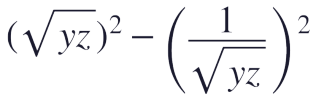 (√yz)² − (1/√yz)²